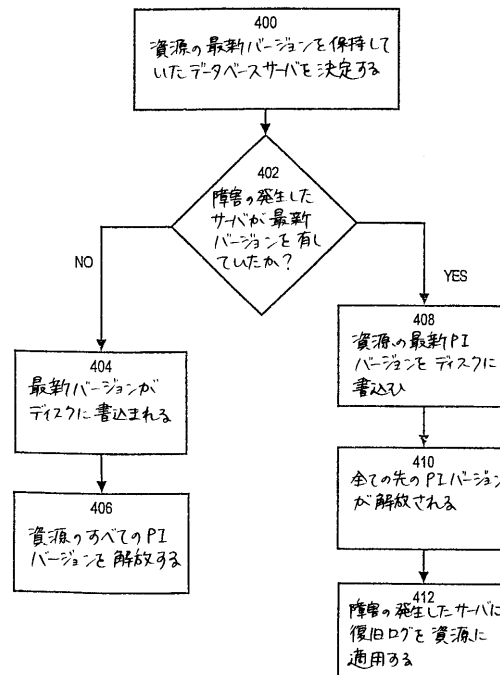 400
資源の最新バージョンを保持して
いたデータベースサーバを決定する
402
障害の発生した
サーバが最新
バージョンを有し
ていたか?
NO
YES
404
最新バージョンが
ディスクに書込まれる
406
資源のすべてのPI
バージョンを解放する
408
資源の最新PI
バージョンをディスクに
書込む
410
全ての先のPIバージョン
が解放される
412
障害の発生したサーバに
復旧ログを資源に
適用する